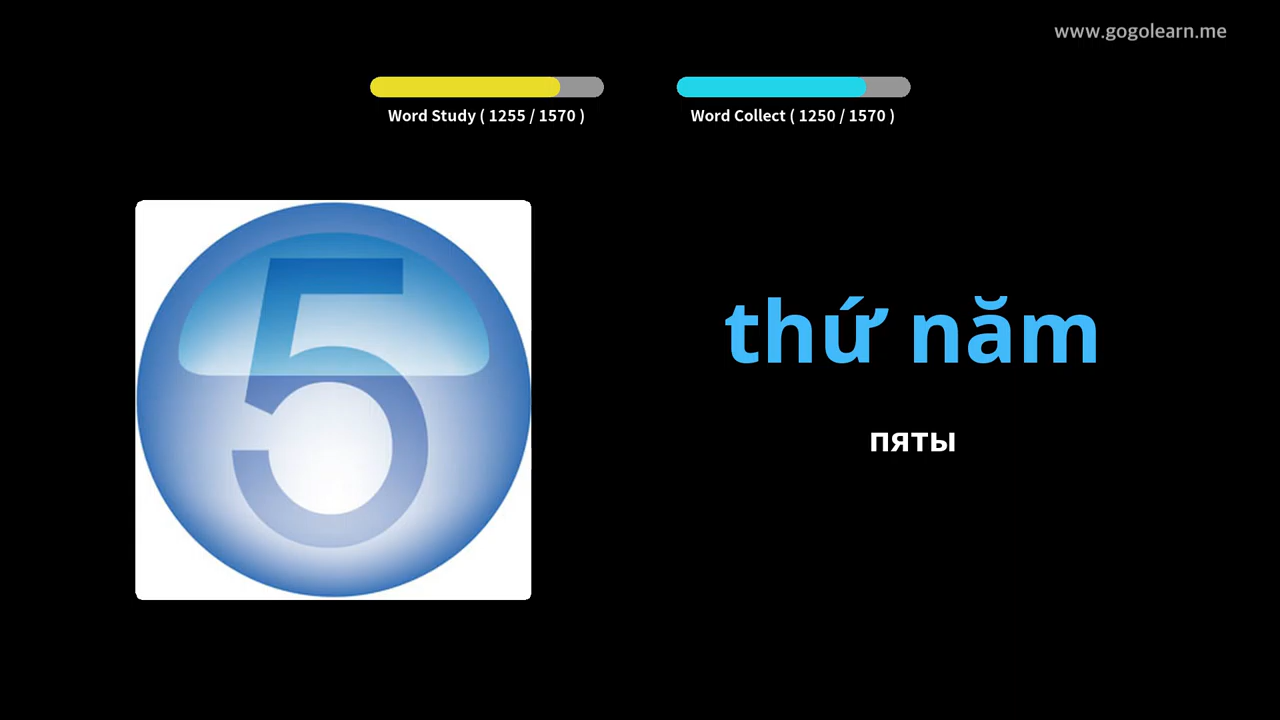 www.gogolearn.me
Word Study ( 1255 / 1570 )
Word Collect ( 1250 / 1570 )
5
thứ năm
пяты